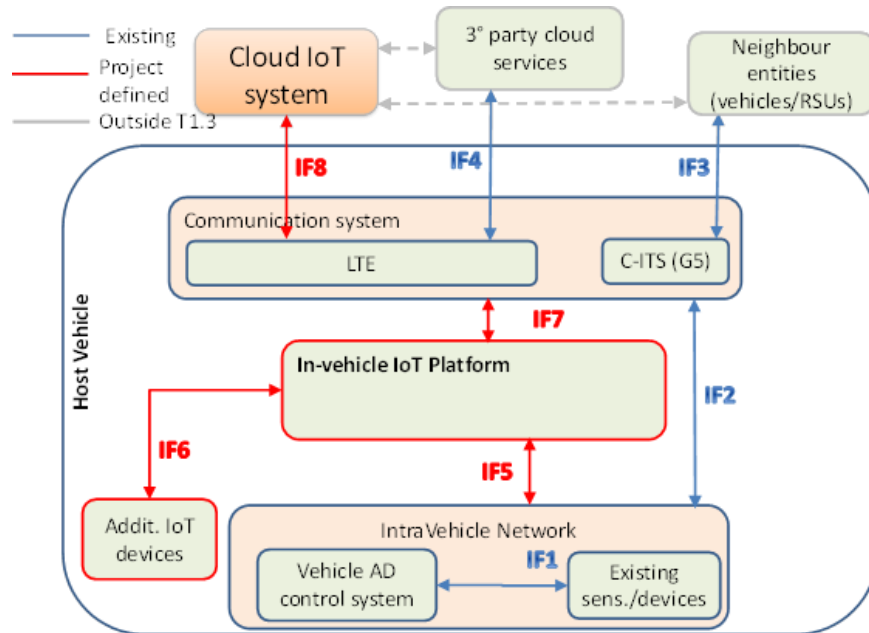 Existing
Project
defined
Outside T1.3
Cloud IoT
system
3° party cloud
services
Neighbour
entities
(vehicles/RSUs)
IF8
IF4
IF3
Communication system
LTE
C-ITS (G5)
IF7
Host Vehicle
In-vehicle IoT Platform
IF2
IF6
IF5
Addit. IoT
devices
IntraVehicle Network
IF1
Vehicle AD
control system
Existing
sens./devices